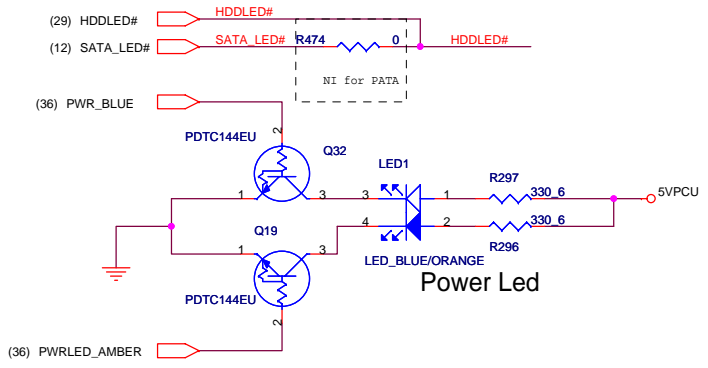 (29) HDDLED# HDDLED#
(12) SATA_LED# SATA_LED# R474 0 HDDLED#
NI for PATA
(36) PWR_BLUE
2
PDTC144EU
Q32
LED1
R297
1 3 3 1 330_6 5VPCU
4 2 330_6
Q19
R296
1 3
LED_BLUE/ORANGE
Power Led
PDTC144EU
2
(36) PWRLED_AMBER